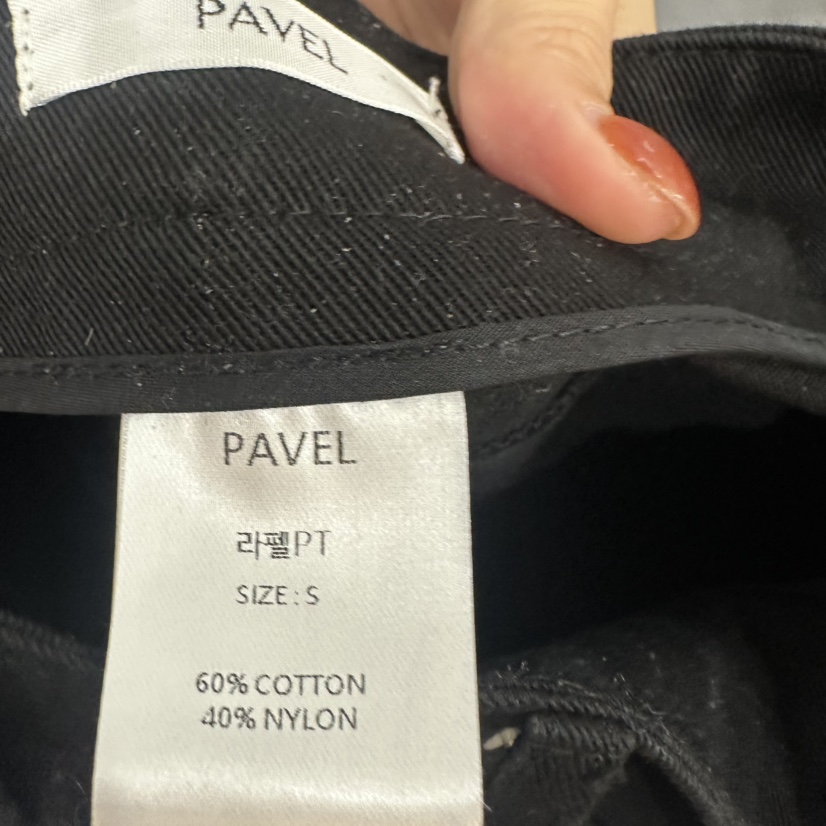 PAVEL
PAVEL
라펠PT
SIZE : S
60% COTTON
40% NYLON